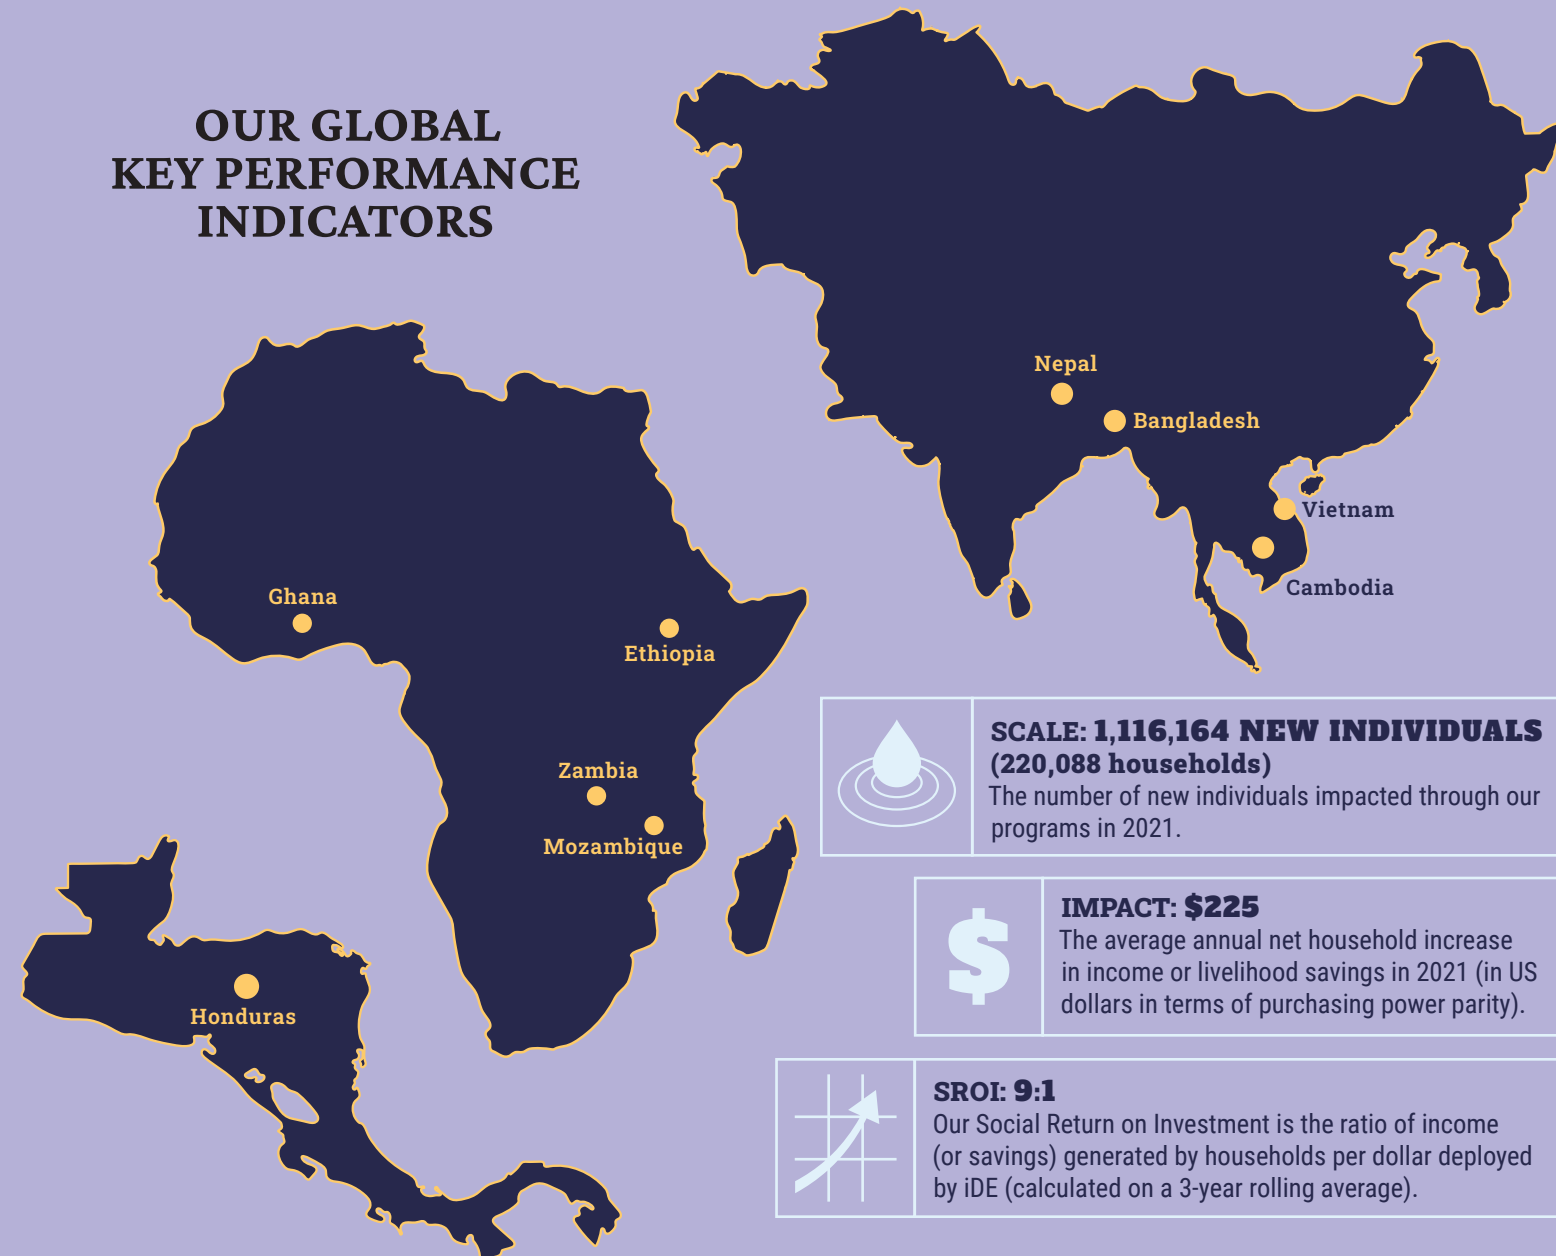 OUR GLOBAL
KEY PERFORMANCE
INDICATORS
Nepal
Bangladesh
Vietnam
Cambodia
Ghana
Ethiopia
Zambia
Mozambique
Honduras
SCALE: 1,116,164 NEW INDIVIDUALS
(220,088 households)
The number of new individuals impacted through our
programs in 2021.
$
IMPACT: $225
The average annual net household increase
in income or livelihood savings in 2021 (in US
dollars in terms of purchasing power parity).
SROI: 9:1
Our Social Return on Investment is the ratio of income
(or savings) generated by households per dollar deployed
by iDE (calculated on a 3-year rolling average).